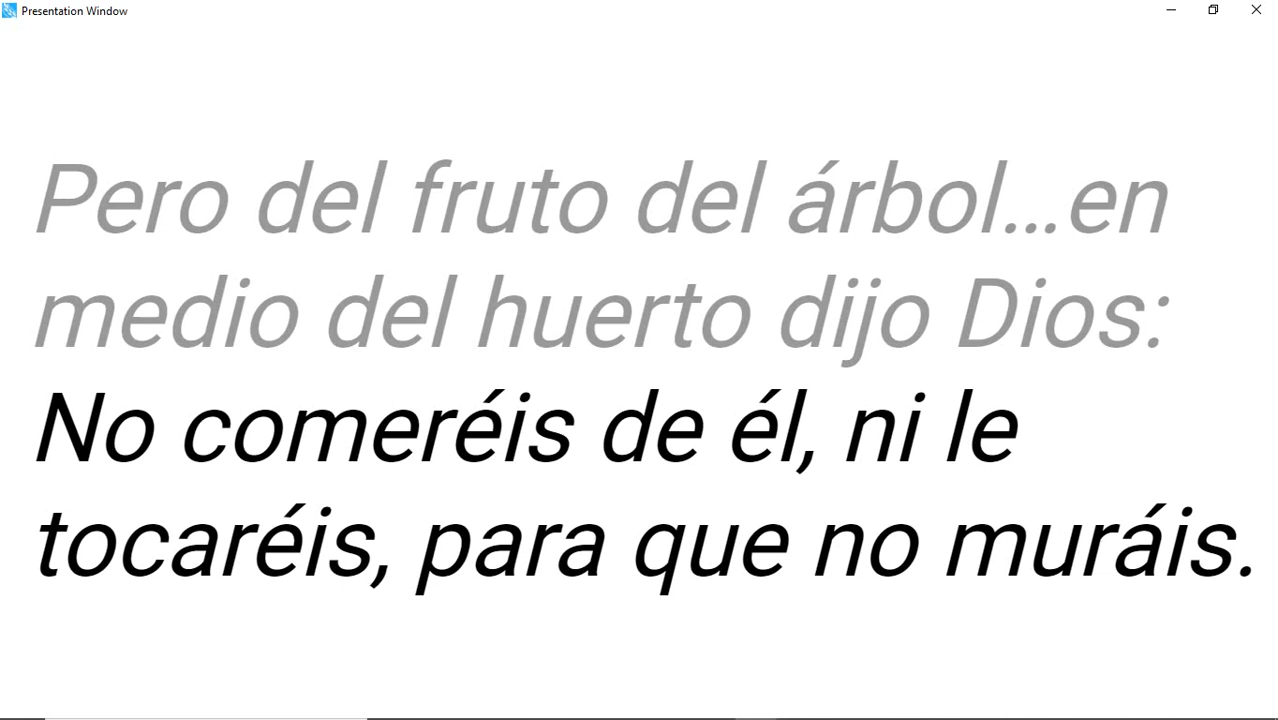 Presentation Window
Pero del fruto del árbol...en
medio del huerto dijo Dios:
No comeréis de él, ni le
tocaréis, para que no muráis.